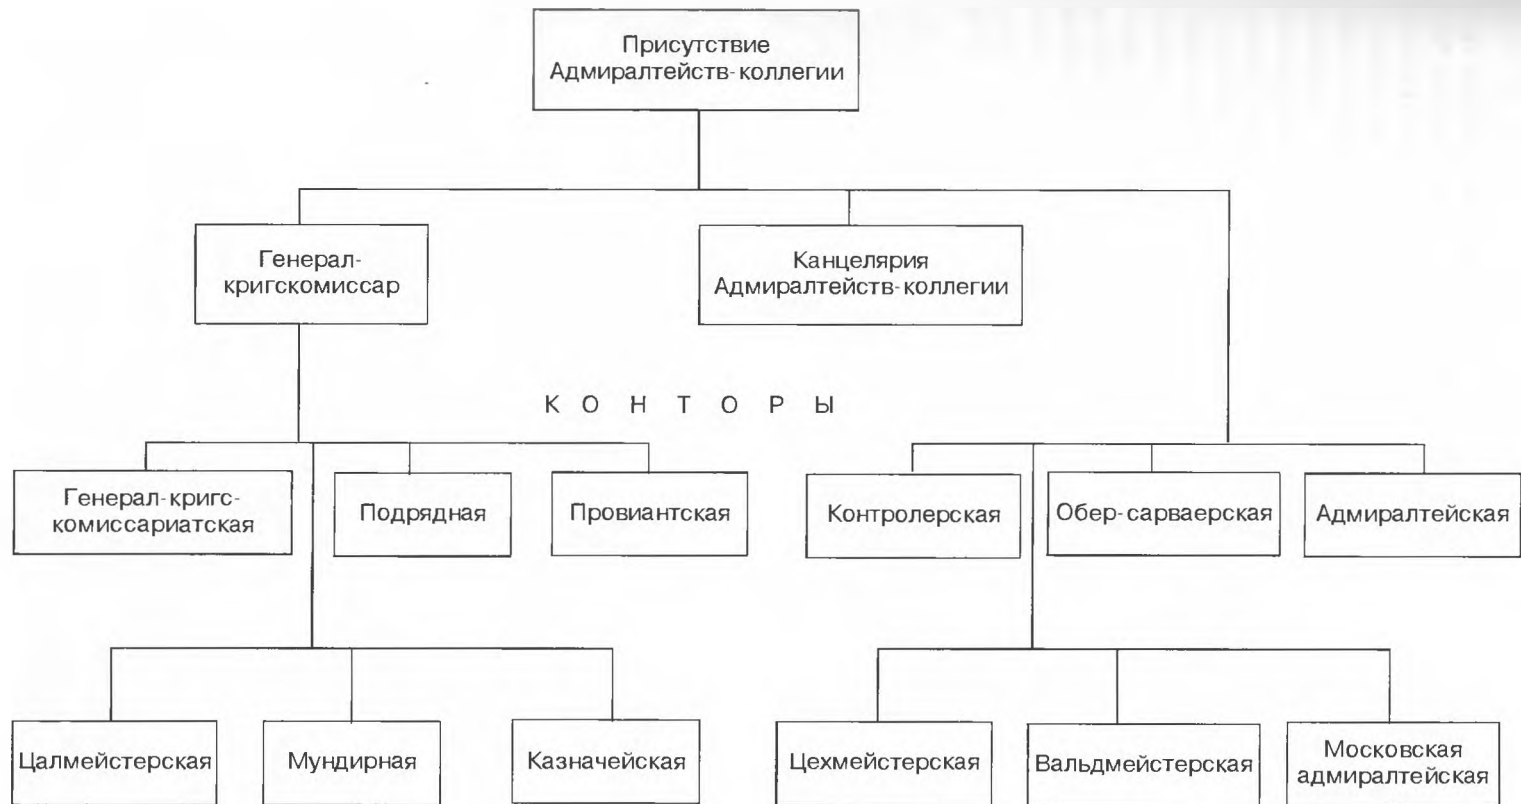 Присутствие
Адмиралтейств-коллегии
Генерал-
кригскомиссар
Канцелярия
Адмиралтейств-коллегии
К О Н Т О Р Ы
Генерал-кригс-
комиссариатская
Подрядная
Провиантская
Контролерская
Обер-сарваерская
Адмиралтейская
Цалмейстерская
Мундирная
Казначейская
Цехмейстерская
Вальдмейстерская
Московская
адмиралтейская